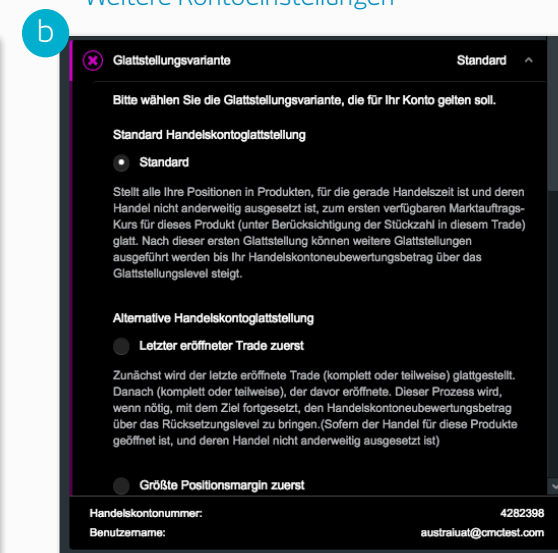 Weitere Kontoeinstellungen
b
Glattstellungsvariante Standard
Bitte wählen Sie die Glattstellungsvariante, die für Ihr Konto gelten soll.
Standard Handelskontoglattstellung
Standard
Stellt alle Ihre Positionen in Produkten, für die gerade Handelszeit ist und deren
Handel nicht anderweitig ausgesetzt ist, zum ersten verfügbaren Marktauftrags-
Kurs für dieses Produkt (unter Berücksichtigung der Stückzahl in diesem Trade)
glatt. Nach dieser ersten Glattstellung können weitere Glattstellungen
ausgeführt werden bis Ihr Handelskontoneubewertungsbetrag über das
Glattstellungslevel steigt.
Alternative Handelskontoglattstellung
Letzter eröffneter Trade zuerst
Zunächst wird der letzte eröffnete Trade (komplett oder teilweise) glattgestellt.
Danach (komplett oder teilweise), der davor eröffnete. Dieser Prozess wird,
wenn nötig, mit dem Ziel fortgesetzt, den Handelskontoneubewertungsbetrag
über das Rücksetzungslevel zu bringen.(Sofern der Handel für diese Produkte
geöffnet ist, und deren Handel nicht anderweitig ausgesetzt ist)
Größte Positionsmargin zuerst
Handelskontonummer: 4282398
Benutzername: austraiuat@cmctest.com